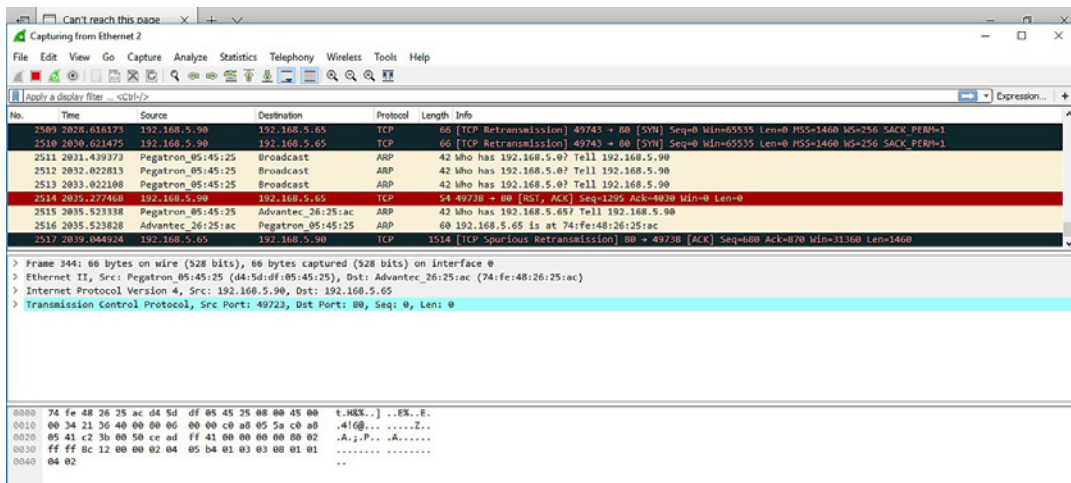 Can't reach this page
Capturing from Ethernet 2
File Edit View Go Capture Analyze Statistics Telephony Wireless Tools Help
Apply a display filter ... <Ctrl-/> Expression... +
No. Time Source Destination Protocol Length Info
2509 2028.616173 192.168.5.90 192.168.5.65 TCP 66 [TCP Retransmission] 49743 → 80 [SYN] Seq=0 Win=65535 Len=0 MSS=1460 WS=256 SACK_PERM=1
2510 2030.621475 192.168.5.90 192.168.5.65 TCP 66 [TCP Retransmission] 49743 → 80 [SYN] Seq=0 Win=65535 Len=0 MSS=1460 WS=256 SACK_PERM=1
2511 2031.439373 Pegatron_05:45:25 Broadcast ARP 42 Who has 192.168.5.0? Tell 192.168.5.90
2512 2032.022813 Pegatron_05:45:25 Broadcast ARP 42 Who has 192.168.5.0? Tell 192.168.5.90
2513 2033.022108 Pegatron_05:45:25 Broadcast ARP 42 Who has 192.168.5.0? Tell 192.168.5.90
2514 2035.277468 192.168.5.90 192.168.5.65 TCP 54 49738 → 80 [RST, ACK] Seq=1295 Ack=4030 Win=0 Len=0
2515 2035.523338 Pegatron_05:45:25 Advantec_26:25:ac ARP 42 Who has 192.168.5.65? Tell 192.168.5.90
2516 2035.523828 Advantec_26:25:ac Pegatron_05:45:25 ARP 60 192.168.5.65 is at 74:fe:48:26:25:ac
2517 2039.044924 192.168.5.65 192.168.5.90 TCP 1514 [TCP Spurious Retransmission] 80 → 49738 [ACK] Seq=680 Ack=870 Win=31360 Len=1460
> Frame 344: 66 bytes on wire (528 bits), 66 bytes captured (528 bits) on interface 0
> Ethernet II, Src: Pegatron_05:45:25 (d4:5d:df:05:45:25), Dst: Advantec_26:25:ac (74:fe:48:26:25:ac)
> Internet Protocol Version 4, Src: 192.168.5.90, Dst: 192.168.5.65
> Transmission Control Protocol, Src Port: 49723, Dst Port: 80, Seq: 0, Len: 0
0000 74 fe 48 26 25 ac d4 5d df 05 45 25 08 00 45 00 t.H&%..] ..E%..E.
0010 00 34 21 36 40 00 80 06 00 00 c0 a8 05 5a c0 a8 .4!6@... .....Z..
0020 05 41 c2 3b 00 50 ce ad ff 41 00 00 00 00 80 02 .A.;.P.. .A......
0030 ff ff 8c 12 00 00 02 04 05 b4 01 03 03 08 01 01 ........ ........
0040 04 02 ..